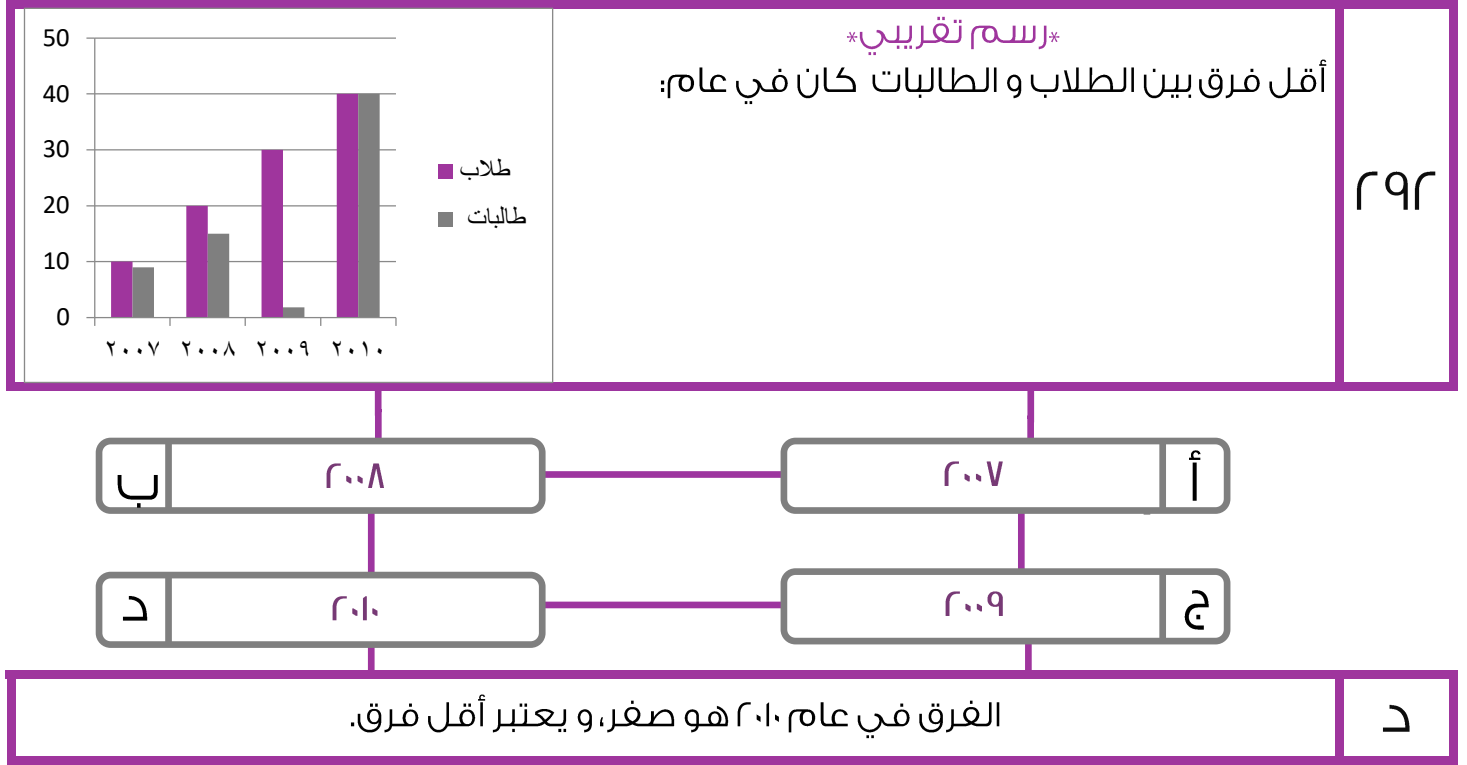 ٢٩٢
*رسم تقريبي*
أقل فرق بين الطلاب و الطالبات كان في عام:
50
40
30
20
10
0
٢٠٠٧ ٢٠٠٨ ٢٠٠٩ ٢٠١٠
طلاب
طالبات
أ ٢٠٠٧
ب ٢٠٠٨
ج ٢٠٠٩
د ٢٠١٠
د
الفرق في عام ٢٠١٠ هو صفر، و يعتبر أقل فرق.